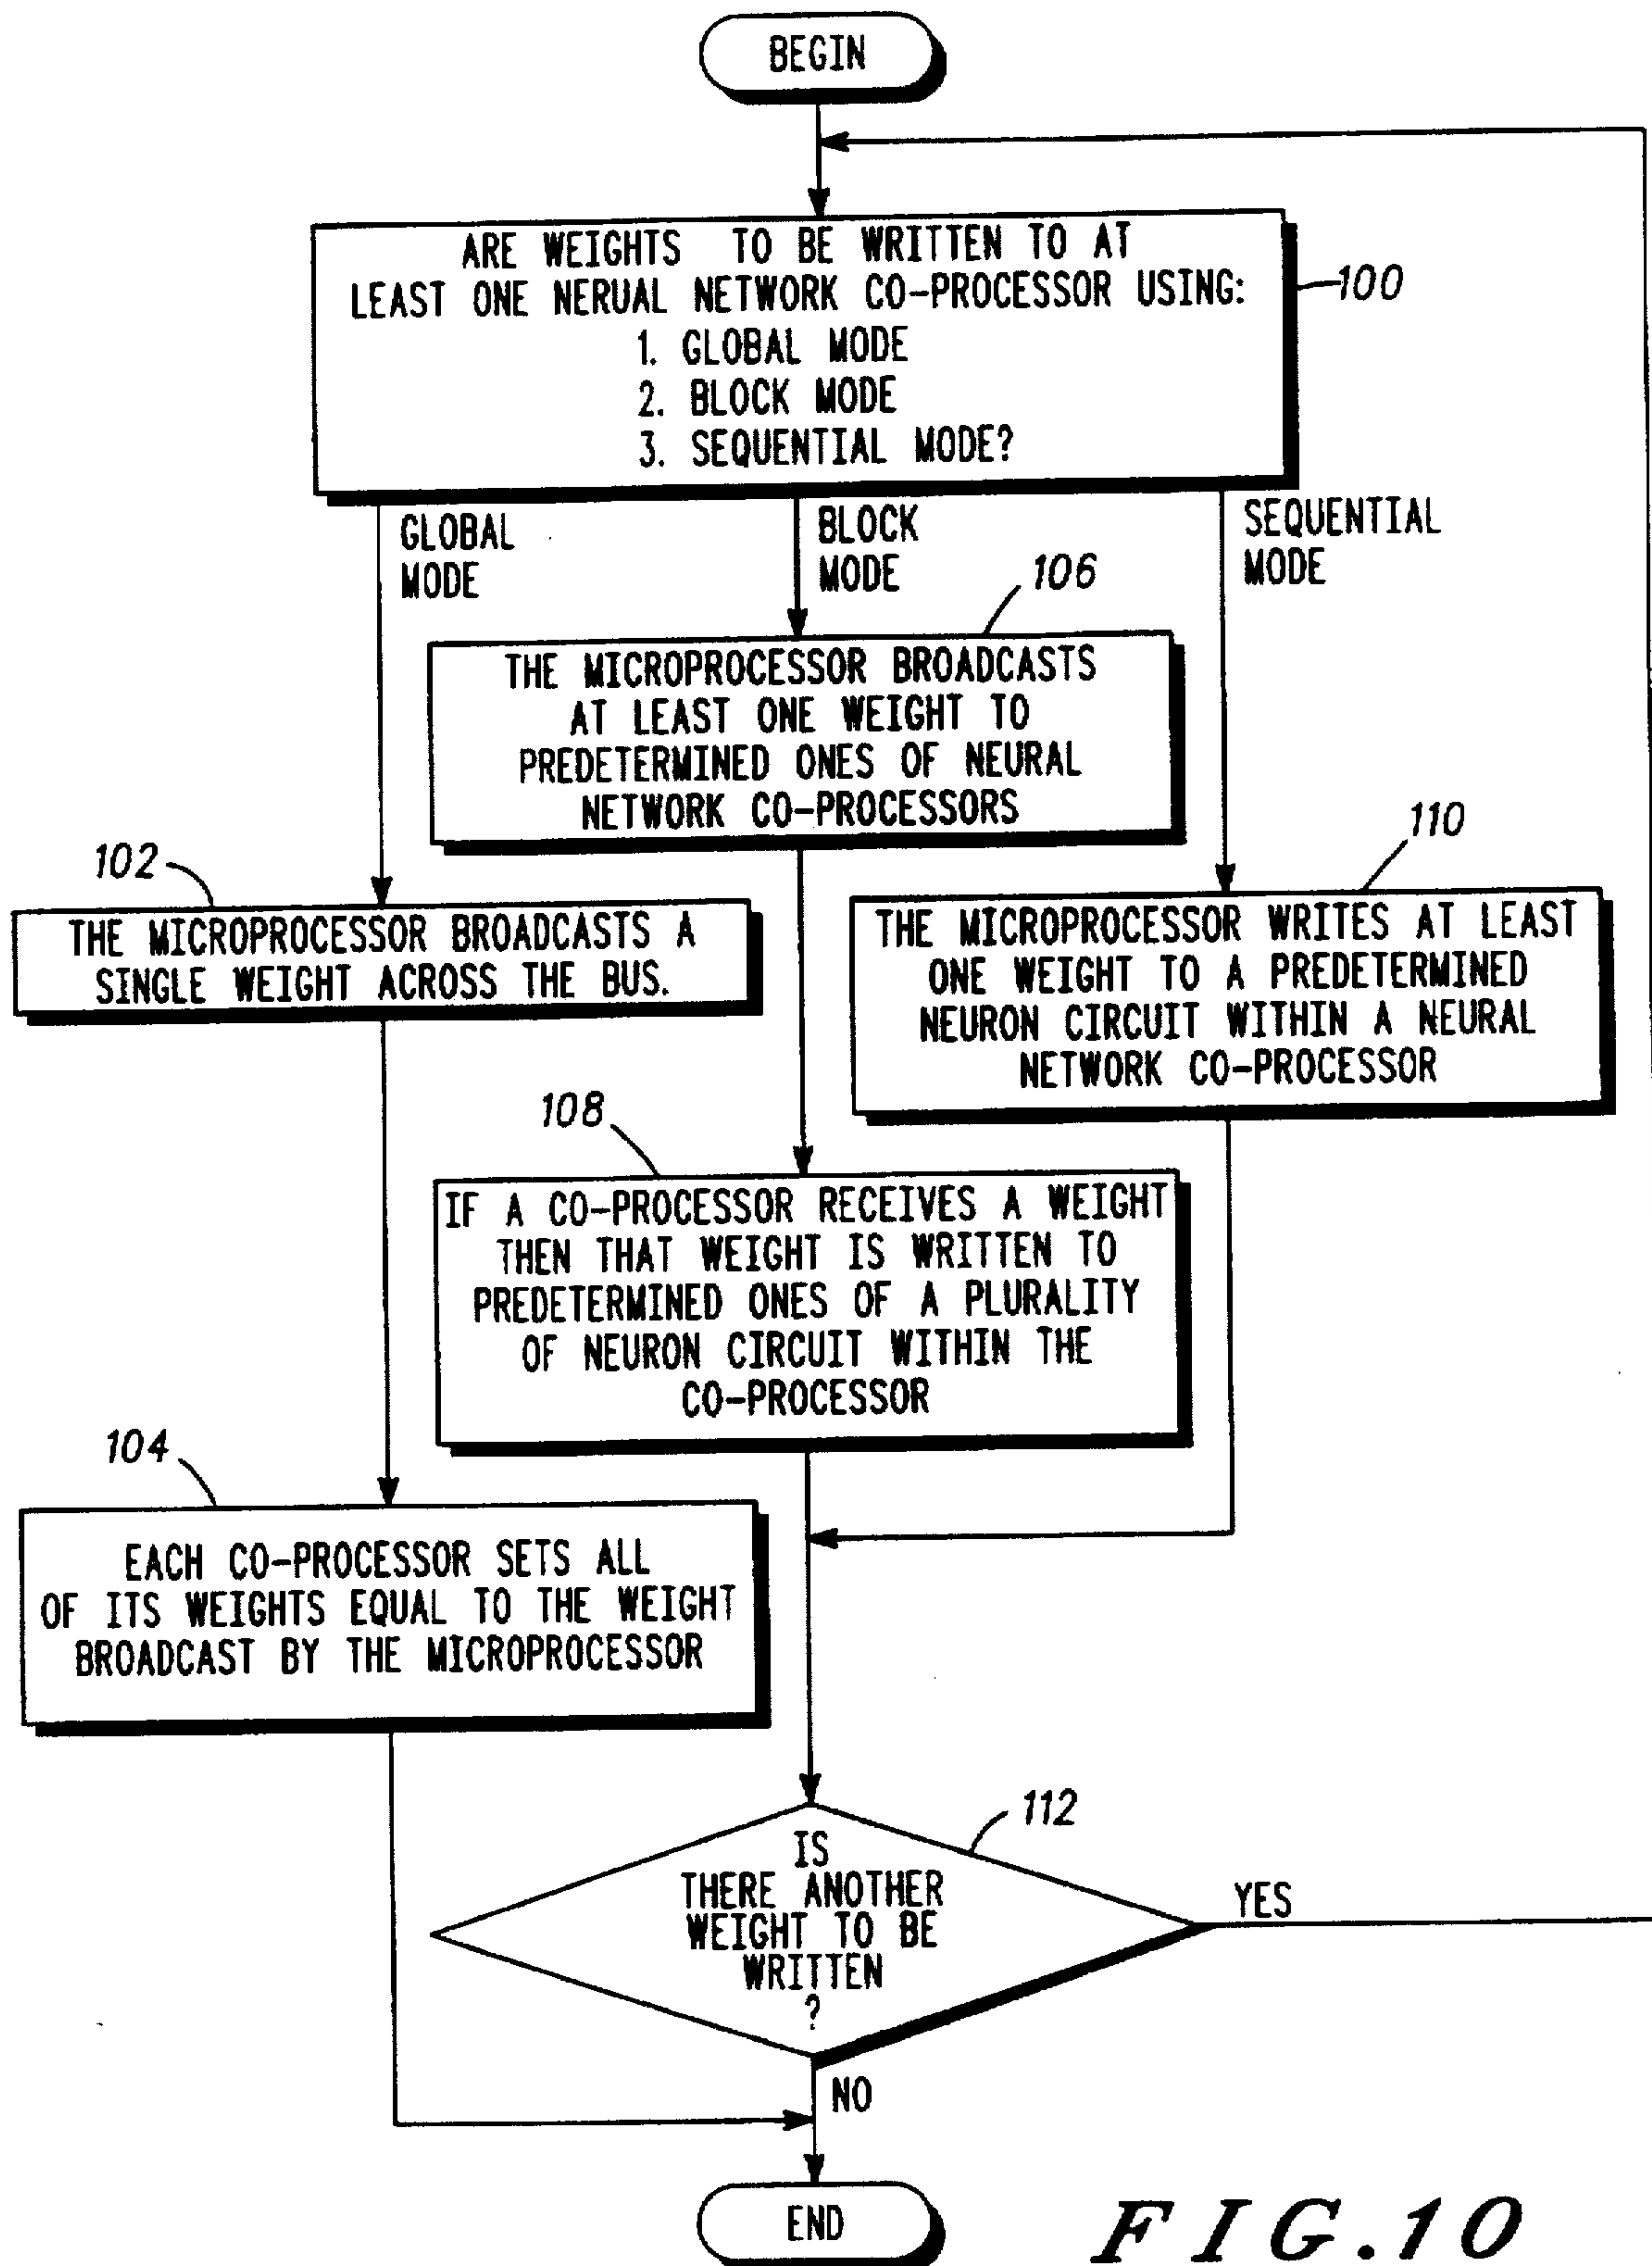 BEGIN
ARE WEIGHTS TO BE WRITTEN TO AT
LEAST ONE NERUAL NETWORK CO-PROCESSOR USING:
1. GLOBAL MODE
2. BLOCK MODE
3. SEQUENTIAL MODE?
100
GLOBAL
MODE
BLOCK
MODE
SEQUENTIAL
MODE
106
THE MICROPROCESSOR BROADCASTS
AT LEAST ONE WEIGHT TO
PREDETERMINED ONES OF NEURAL
NETWORK CO-PROCESSORS
102
THE MICROPROCESSOR BROADCASTS A
SINGLE WEIGHT ACROSS THE BUS.
110
THE MICROPROCESSOR WRITES AT LEAST
ONE WEIGHT TO A PREDETERMINED
NEURON CIRCUIT WITHIN A NEURAL
NETWORK CO-PROCESSOR
108
IF A CO-PROCESSOR RECEIVES A WEIGHT
THEN THAT WEIGHT IS WRITTEN TO
PREDETERMINED ONES OF A PLURALITY
OF NEURON CIRCUIT WITHIN THE
CO-PROCESSOR
104
EACH CO-PROCESSOR SETS ALL
OF ITS WEIGHTS EQUAL TO THE WEIGHT
BROADCAST BY THE MICROPROCESSOR
112
IS
THERE ANOTHER
WEIGHT TO BE
WRITTEN
?
YES
NO
END
FIG.10